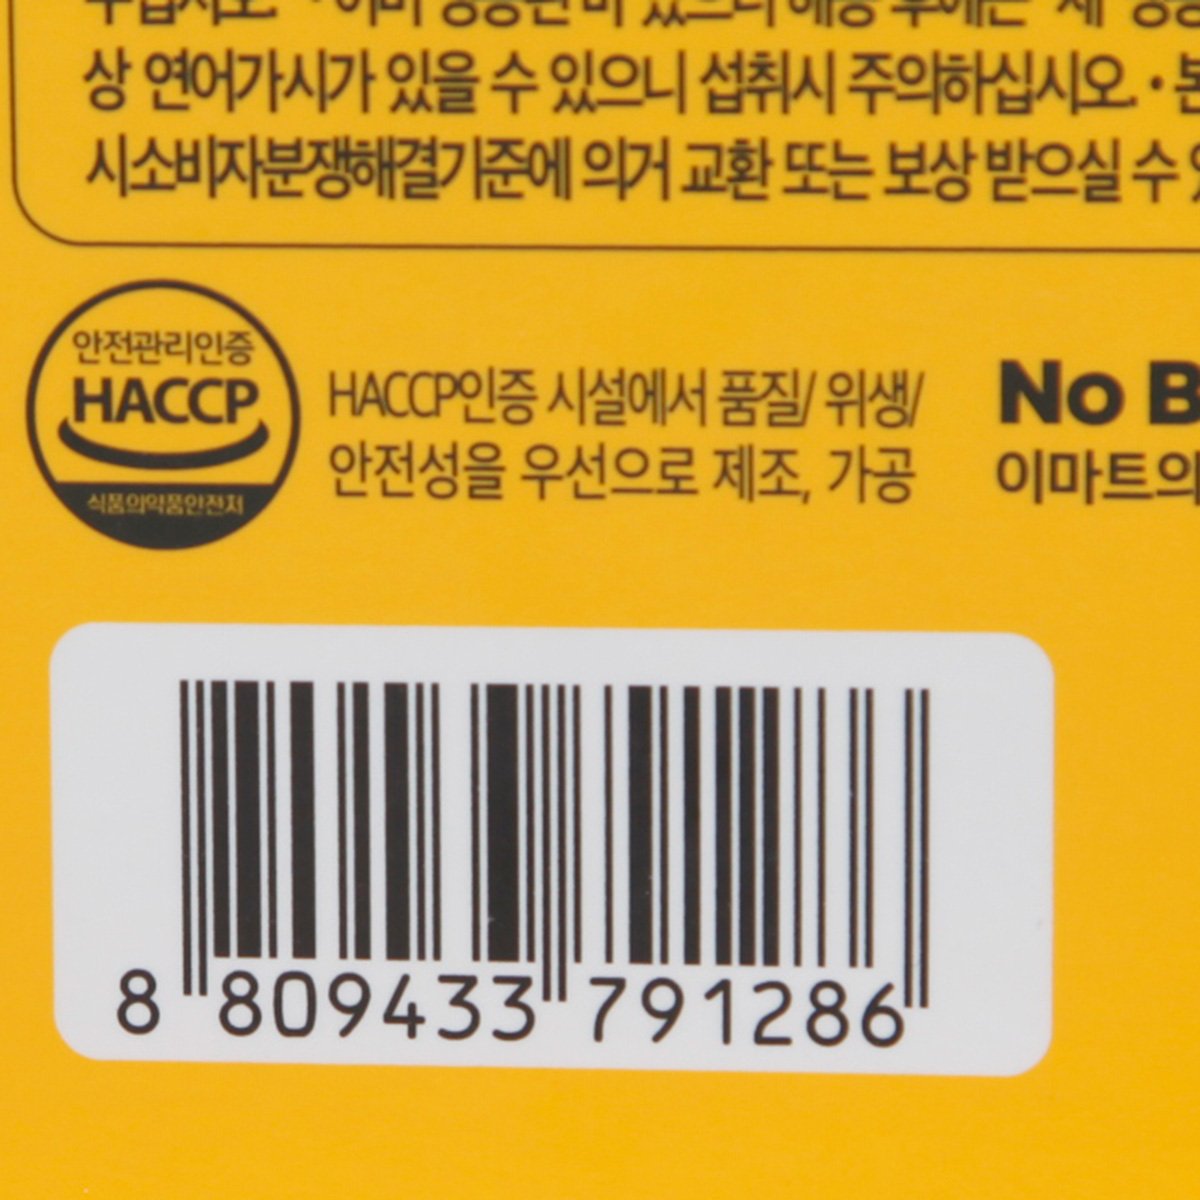 상 연어가시가 있을 수 있으니 섭취시 주의하십시오. • 본
시소비자분쟁해결기준에 의거 교환 또는 보상 받으실 수
안전관리인증
HACCP
식품의약품안전처
HACCP인증 시설에서 품질/ 위생/
안전성을 우선으로 제조, 가공
No B
이마트의
8 809433 791286